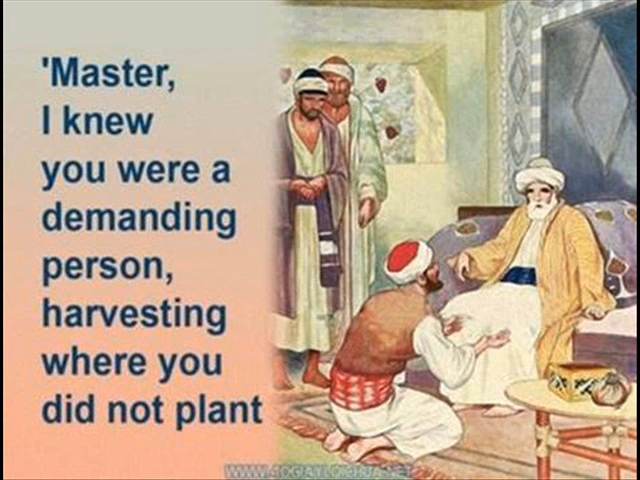 'Master,
I knew
you were a
demanding
person,
harvesting
where you
did not plant